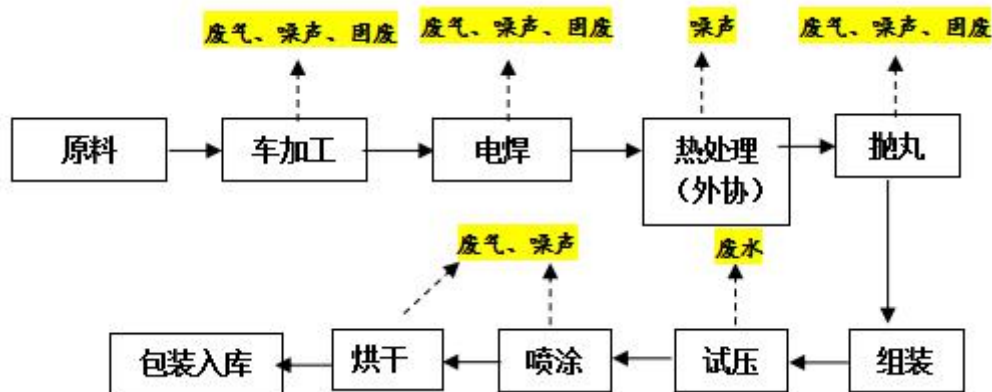 废气、噪声、固废
废气、噪声、固废
噪声
废气、噪声、固废
原料
车加工
电焊
热处理
（外协）
抛丸
废气、噪声
废水
包装入库
烘干
喷涂
试压
组装